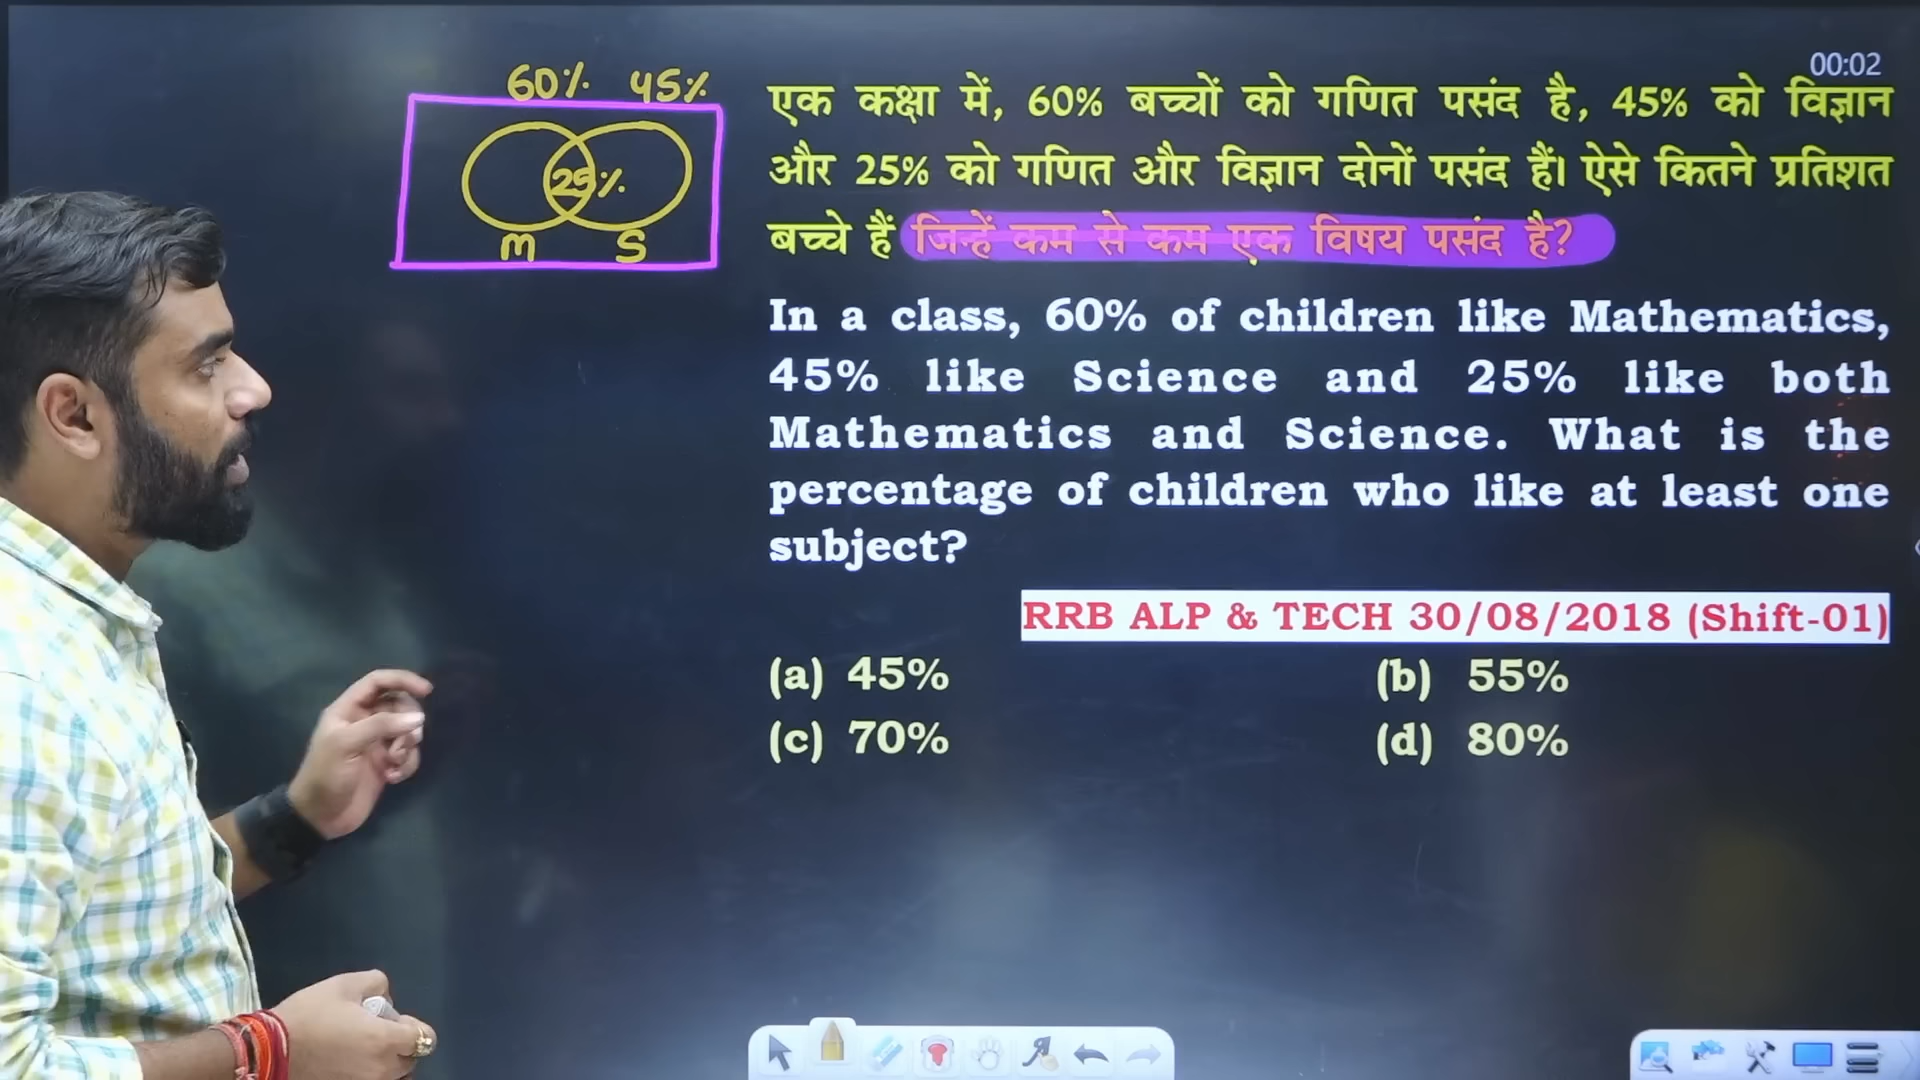 00:02
60% 45%
25%
M S
एक कक्षा में, 60% बच्चों को गणित पसंद है, 45% को विज्ञान
और 25% को गणित और विज्ञान दोनों पसंद हैं। ऐसे कितने प्रतिशत
बच्चे हैं जिन्हें कम से कम एक विषय पसंद है?
In a class, 60% of children like Mathematics,
45% like Science and 25% like both
Mathematics and Science. What is the
percentage of children who like at least one
subject?
RRB ALP & TECH 30/08/2018 (Shift-01)
(a) 45% (b) 55%
(c) 70% (d) 80%